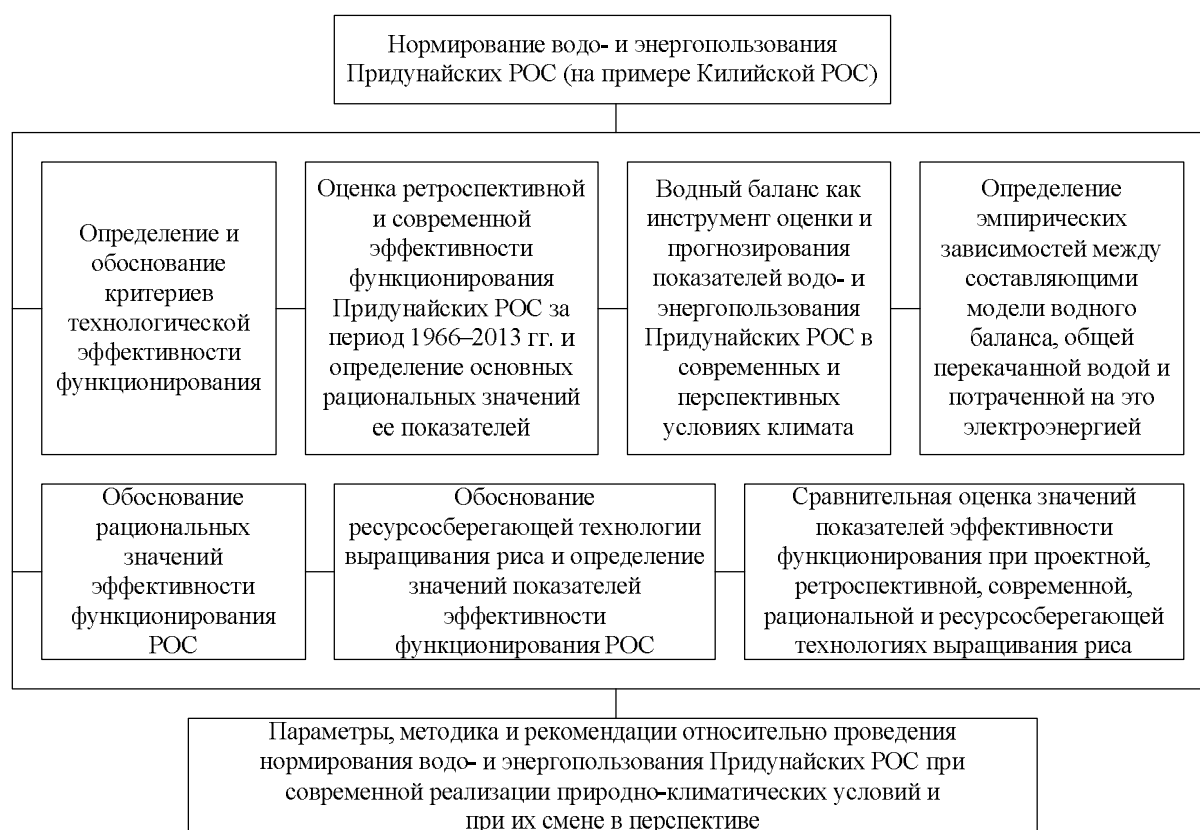 Нормирование водо- и энергопользования
Придунайских РОС (на примере Килийской РОС)
Определение и
обоснование
критериев
технологической
эффективности
функционирования
Оценка ретроспективной
и современной
эффективности
функционирования
Придунайских РОС за
период 1966–2013 гг. и
определение основных
рациональных значений
ее показателей
Водный баланс как
инструмент оценки и
прогнозирования
показателей водо- и
энергопользования
Придунайских РОС в
современных и
перспективных
условиях климата
Определение
эмпирических
зависимостей между
составляющими
модели водного
баланса, общей
перекачанной водой и
потраченной на это
электроэнергией
Обоснование
рациональных
значений
эффективности
функционирования
РОС
Обоснование
ресурсосберегающей технологии
выращивания риса и определение
значений показателей
эффективности
функционирования РОС
Сравнительная оценка значений
показателей эффективности
функционирования при проектной,
ретроспективной, современной,
рациональной и ресурсосберегающей
технологиях выращивания риса
Параметры, методика и рекомендации относительно проведения
нормирования водо- и энергопользования Придунайских РОС при
современной реализации природно-климатических условий и
при их смене в перспективе